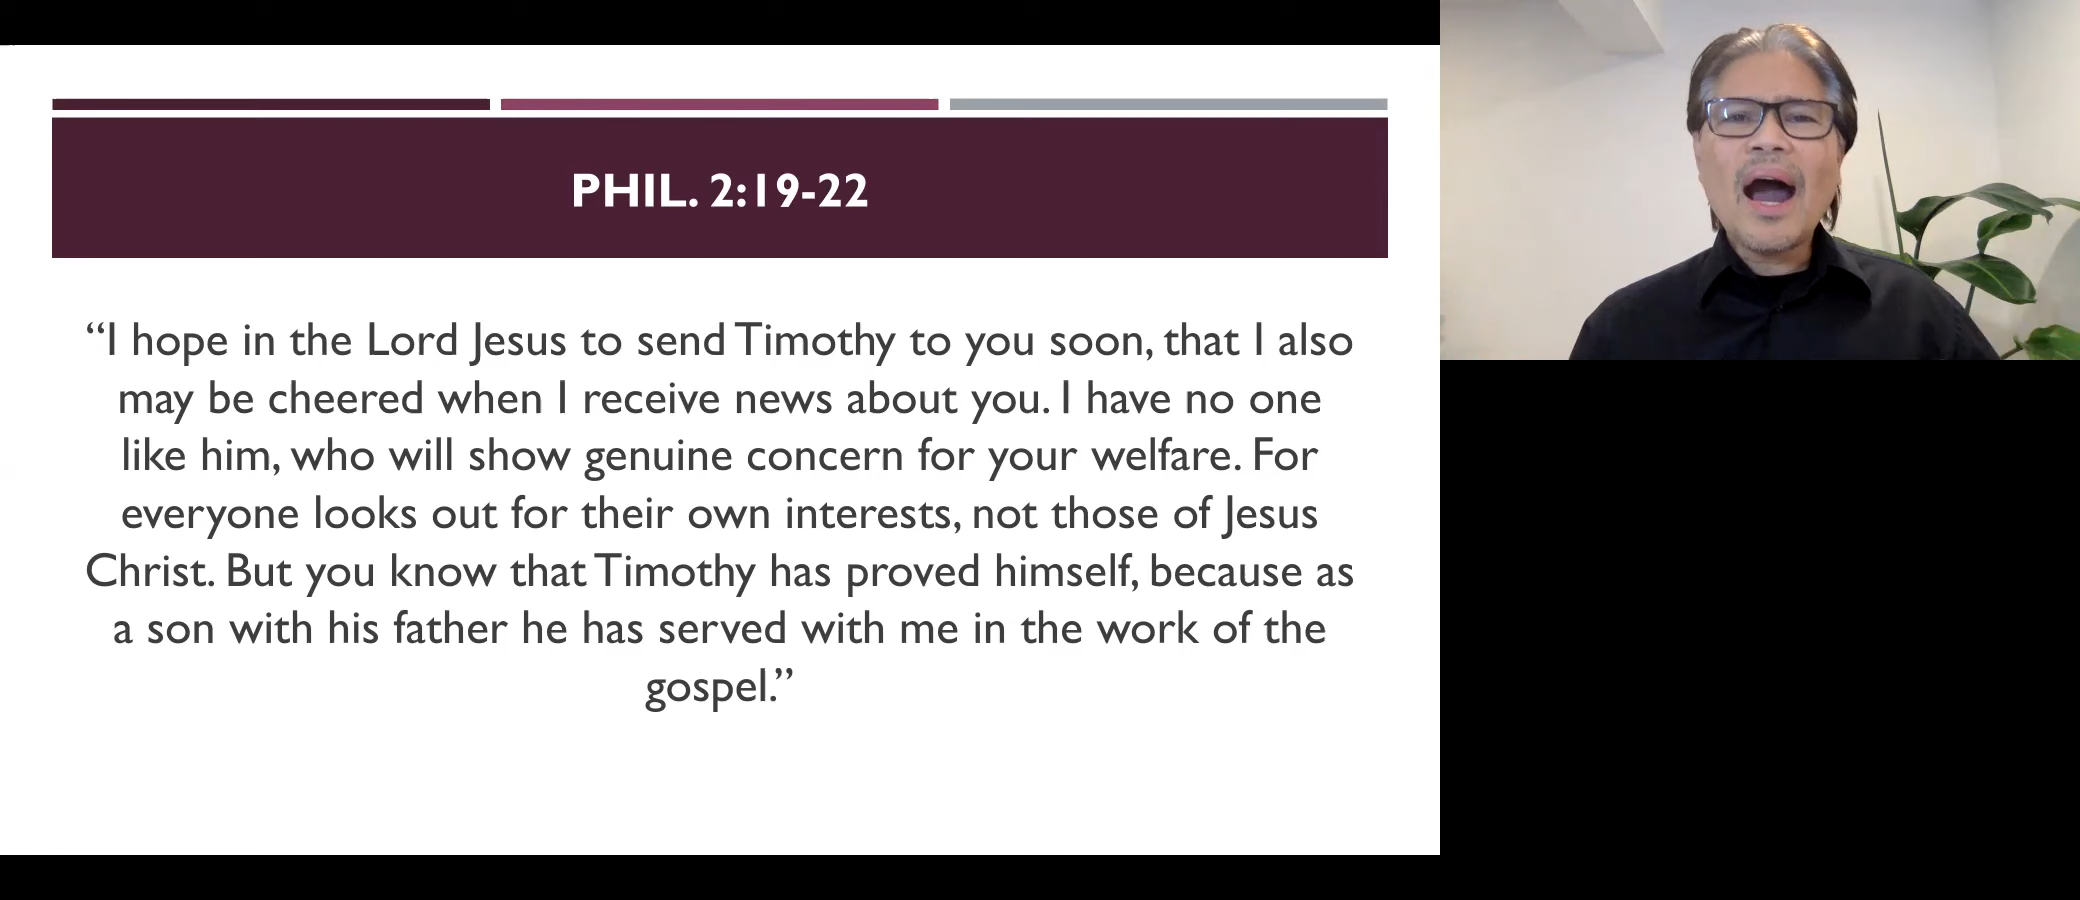 PHIL. 2:19-22
“I hope in the Lord Jesus to send Timothy to you soon, that I also
may be cheered when I receive news about you. I have no one
like him, who will show genuine concern for your welfare. For
everyone looks out for their own interests, not those of Jesus
Christ. But you know that Timothy has proved himself, because as
a son with his father he has served with me in the work of the
gospel.”